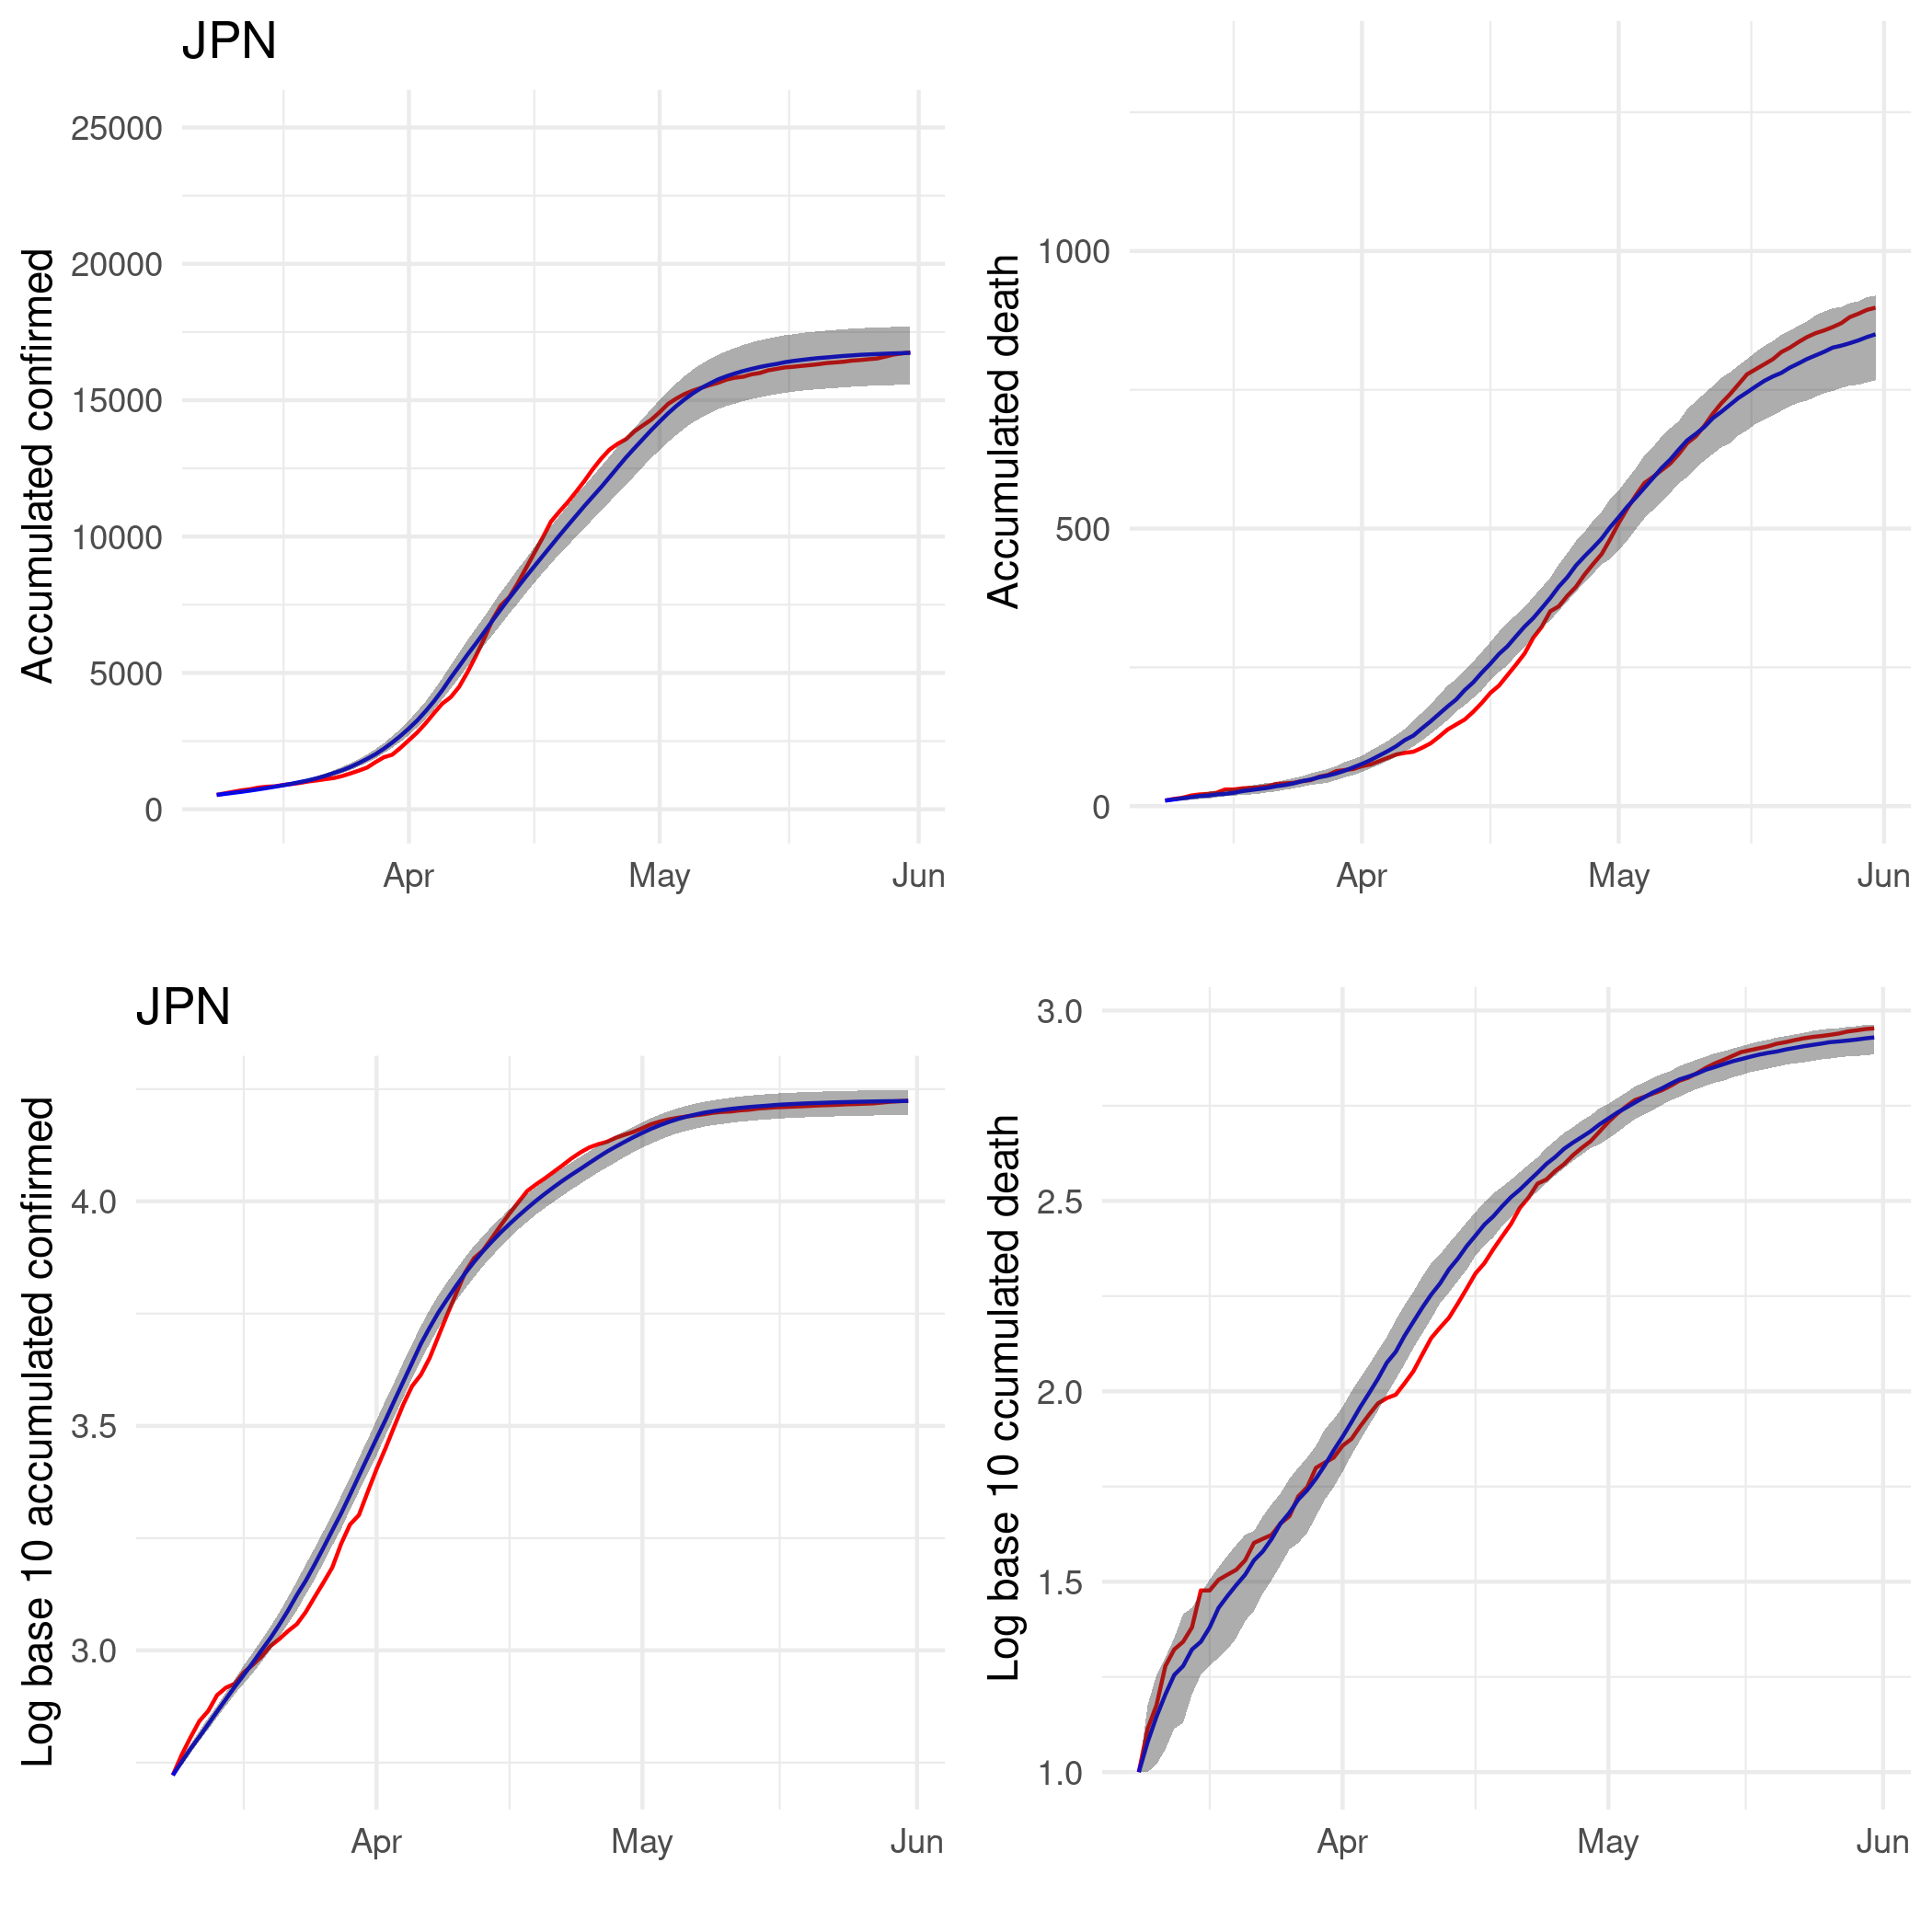 JPN
Accumulated confirmed
25000
20000
15000
10000
5000
0
Apr May Jun
Accumulated death
1000
500
0
Apr May Jun
JPN
Log base 10 accumulated confirmed
4.0
3.5
3.0
Apr May Jun
Log base 10 ccumulated death
3.0
2.5
2.0
1.5
1.0
Apr May Jun